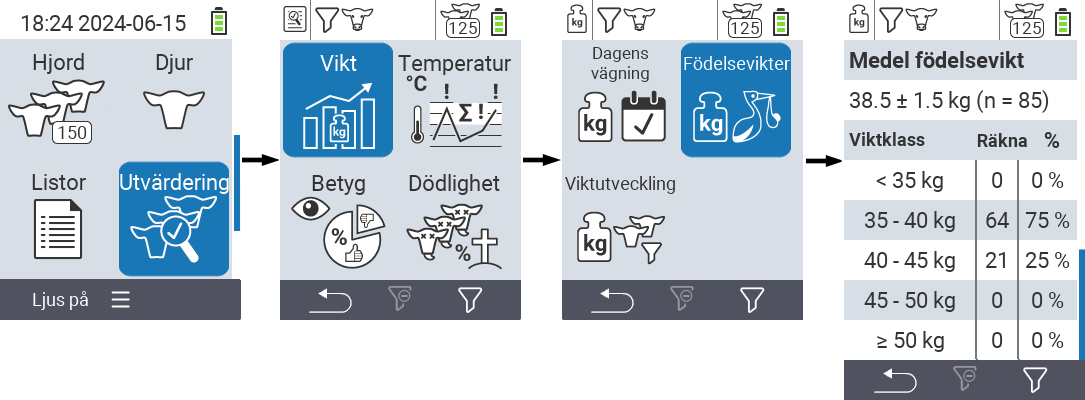 18:24 2024-06-15
Hjord
Djur
150
Listor
Utvärdering
Ljus på
125
Vikt
Temperatur
kg
°C
! !
Σ !
Betyg
Dödlighet
%
%
kg
125
Dagens
vägning
Födelsevikter
kg
kg
Viktutveckling
kg
kg
125
Medel födelsevikt
38.5 ± 1.5 kg (n = 85)
Viktklass Räkna %
< 35 kg 0 0 %
35 - 40 kg 64 75 %
40 - 45 kg 21 25 %
45 - 50 kg 0 0 %
≥ 50 kg 0 0 %